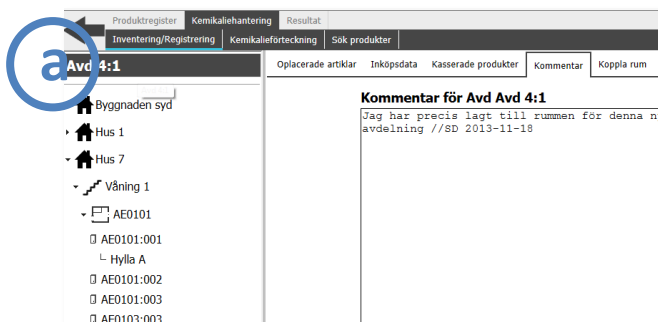 Produktregister Kemikaliehantering Resultat
Inventering/Registrering Kemikalieförteckning Sök produkter
a
Avd 4:1
Oplacerade artiklar Inköpsdata Kasserade produkter Kommentar Koppla rum
Kommentar för Avd Avd 4:1
Jag har precis lagt till rummen för denna n
avdelning //SD 2013-11-18
Byggnaden syd
Hus 1
Hus 7
Våning 1
AE0101
AE0101:001
Hylla A
AE0101:002
AE0101:003
AE0103:003